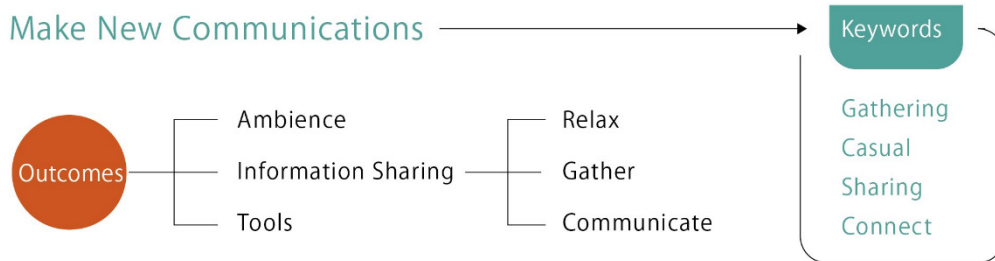 Make New Communications
Keywords
Outcomes
Ambience
Information Sharing
Tools
Relax
Gather
Communicate
Gathering
Casual
Sharing
Connect